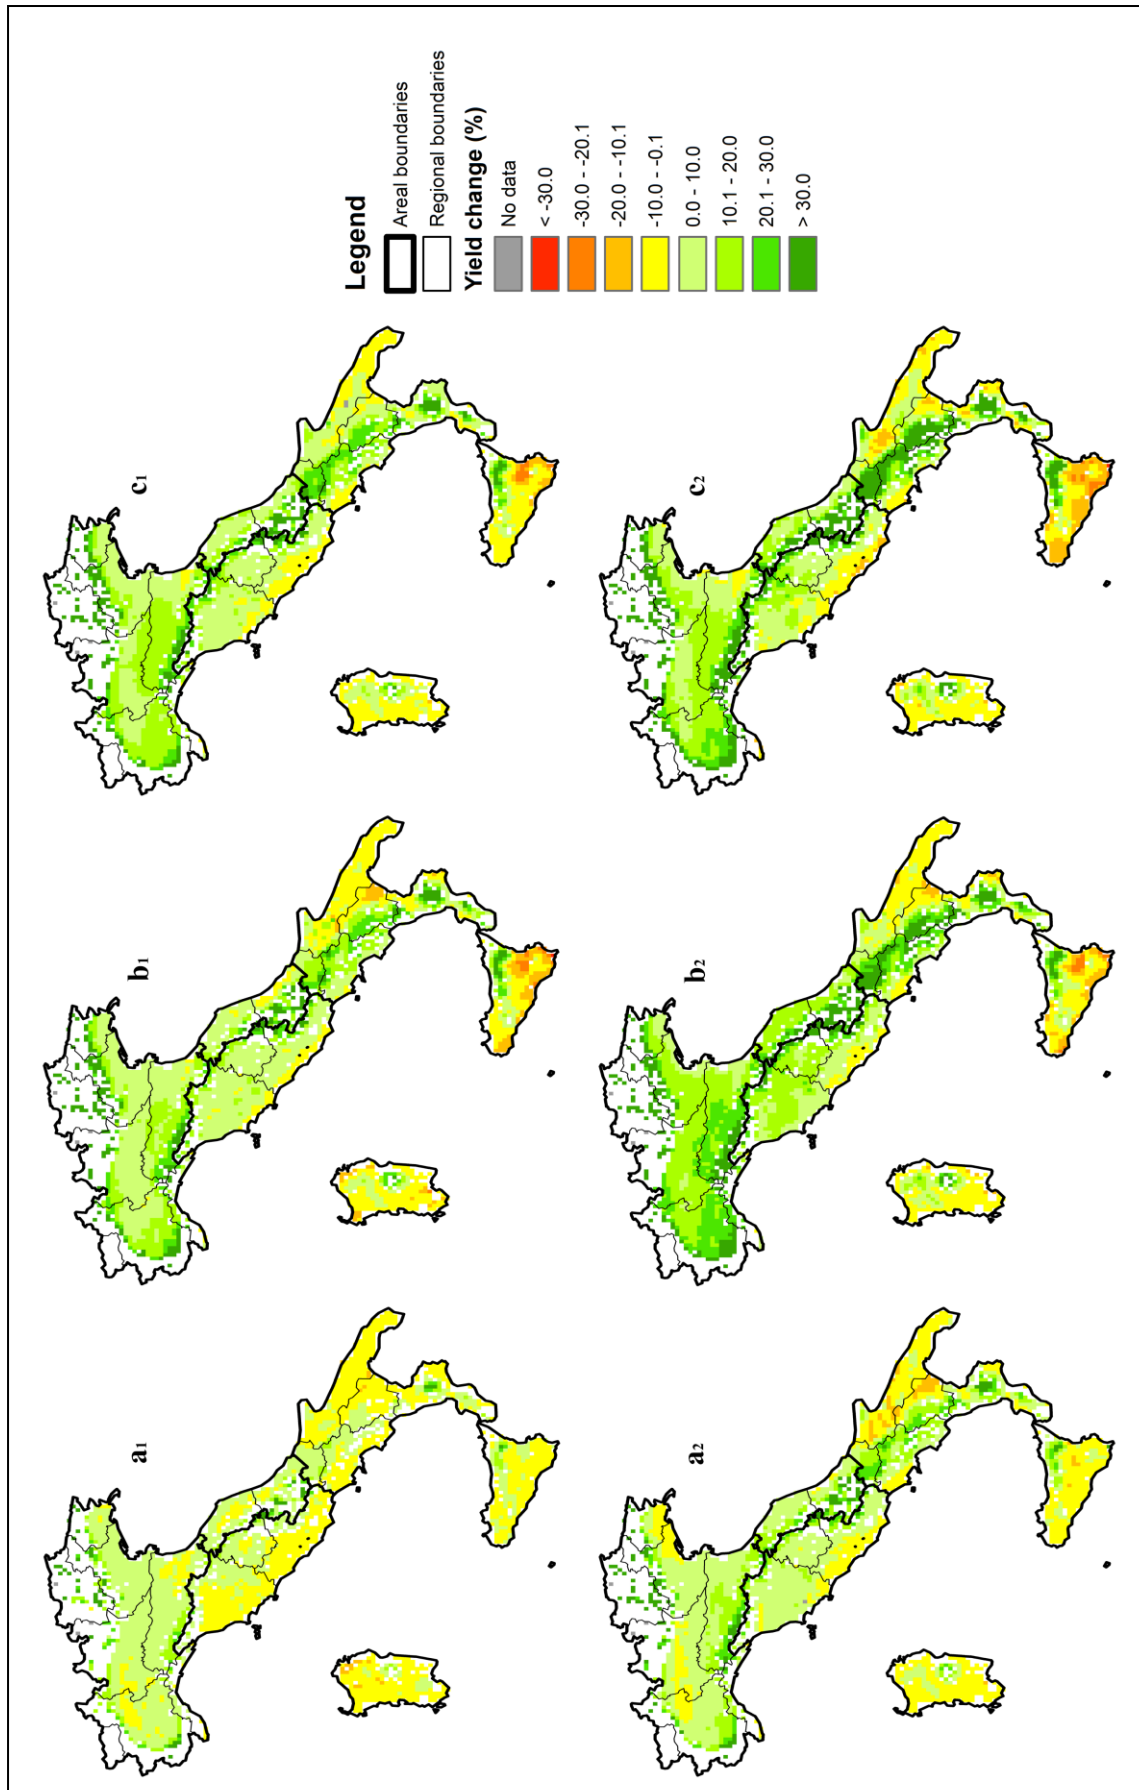 a1
b1
c1
a2
b2
c2
Legend
Areal boundaries
Regional boundaries
Yield change (%)
No data
< -30.0
-30.0 - -20.1
-20.0 - -10.1
-10.0 - -0.1
0.0 - 10.0
10.1 - 20.0
20.1 - 30.0
> 30.0